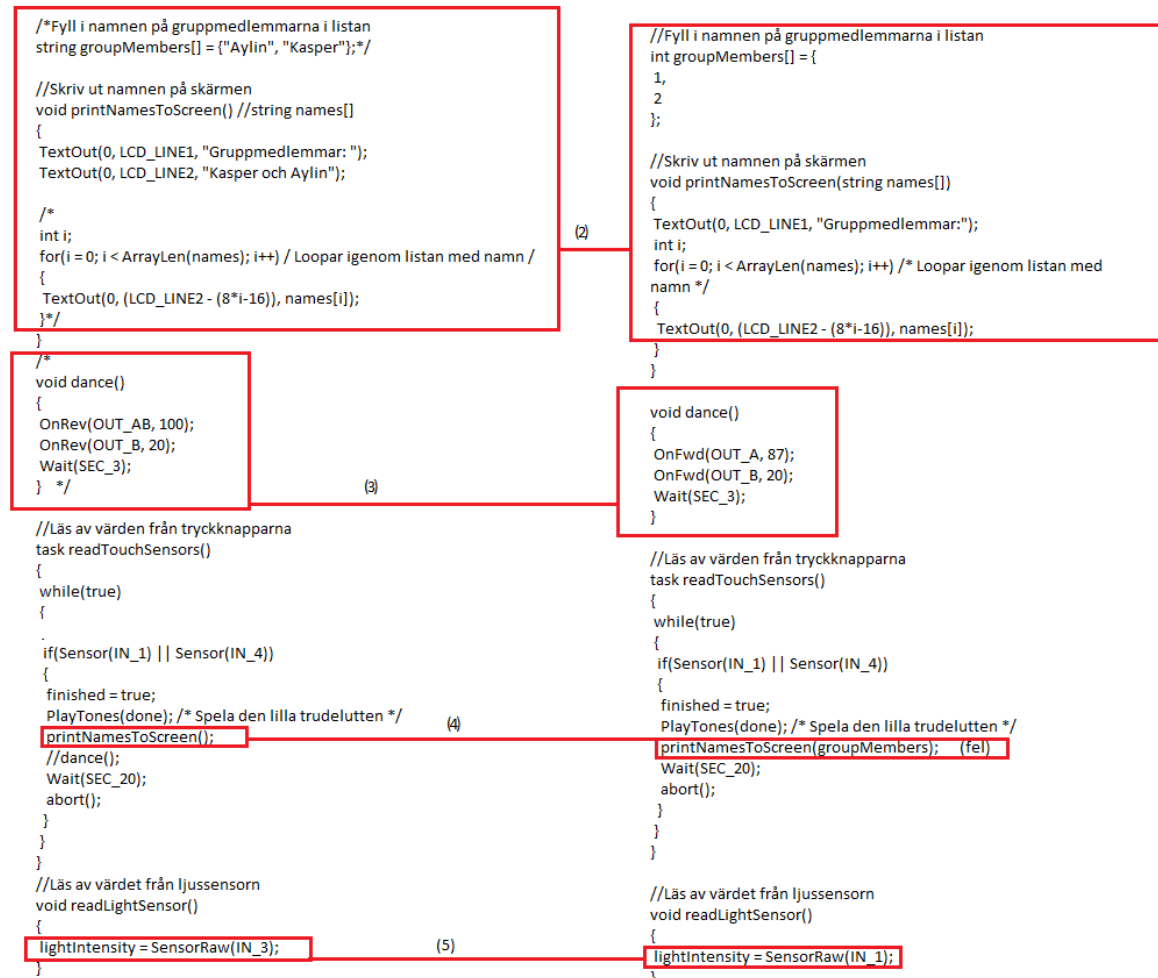 /*Fyll i namnen på gruppmedlemmarna i listan
string groupMembers[] = {"Aylin", "Kasper"};*/

//Skriv ut namnen på skärmen
void printNamesToScreen() //string names[]
{
TextOut(0, LCD_LINE1, "Gruppmedlemmar: ");
TextOut(0, LCD_LINE2, "Kasper och Aylin");

/*
int i;
for(i = 0; i < ArrayLen(names); i++) / Loopar igenom listan med namn /
{
TextOut(0, (LCD_LINE2 - (8*i-16)), names[i]);
}*/
}
/*
void dance()
{
OnRev(OUT_AB, 100);
OnRev(OUT_B, 20);
Wait(SEC_3);
} */

//Läs av värden från tryckknapparna
task readTouchSensors()
{
while(true)
{
.
if(Sensor(IN_1) || Sensor(IN_4))
{
finished = true;
PlayTones(done); /* Spela den lilla trudelutten */
printNamesToScreen();
//dance();
Wait(SEC_20);
abort();
}
}
}
//Läs av värdet från ljussensorn
void readLightSensor()
{
lightIntensity = SensorRaw(IN_3);
}

(2)
(3)
(4)
(5)

//Fyll i namnen på gruppmedlemmarna i listan
int groupMembers[] = {
1,
2
};

//Skriv ut namnen på skärmen
void printNamesToScreen(string names[])
{
TextOut(0, LCD_LINE1, "Gruppmedlemmar:");
int i;
for(i = 0; i < ArrayLen(names); i++) /* Loopar igenom listan med
namn */
{
TextOut(0, (LCD_LINE2 - (8*i-16)), names[i]);
}
}

void dance()
{
OnFwd(OUT_A, 87);
OnFwd(OUT_B, 20);
Wait(SEC_3);
}

//Läs av värden från tryckknapparna
task readTouchSensors()
{
while(true)
{
if(Sensor(IN_1) || Sensor(IN_4))
{
finished = true;
PlayTones(done); /* Spela den lilla trudelutten */
printNamesToScreen(groupMembers); (fel)
Wait(SEC_20);
abort();
}
}
}

//Läs av värdet från ljussensorn
void readLightSensor()
{
lightIntensity = SensorRaw(IN_1);
}